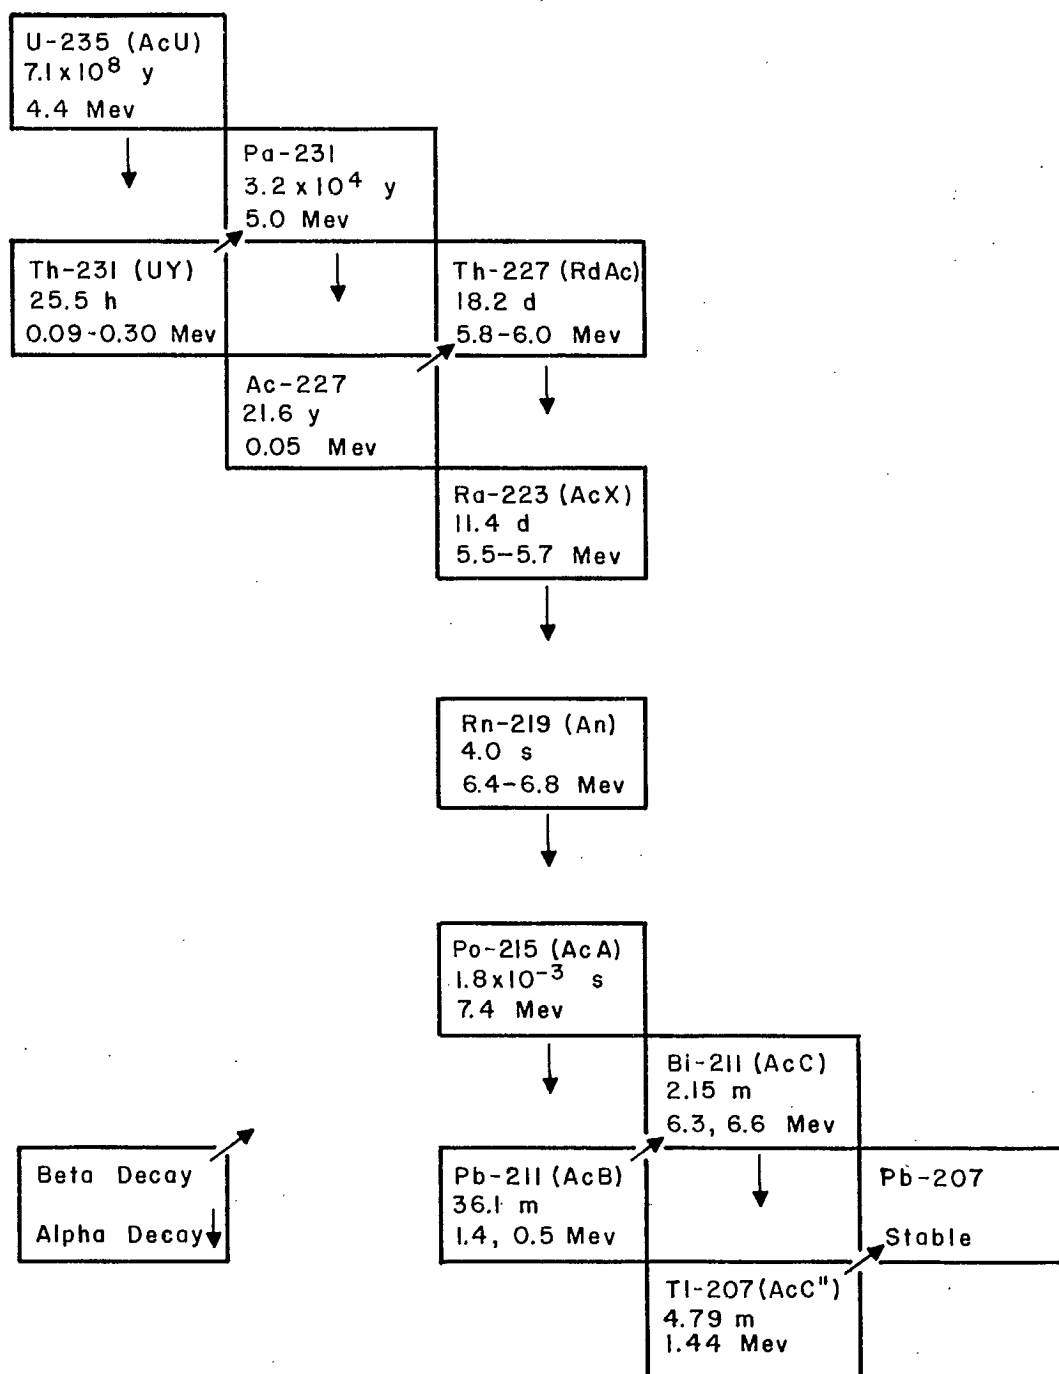 U-235 (AcU)
7.1 x 10⁸ y
4.4 Mev
Pa-231
3.2 x 10⁴ y
5.0 Mev
Th-231 (UY)
25.5 h
0.09-0.30 Mev
Th-227 (RdAc)
18.2 d
5.8-6.0 Mev
Ac-227
21.6 y
0.05 Mev
Ra-223 (AcX)
11.4 d
5.5-5.7 Mev
Rn-219 (An)
4.0 s
6.4-6.8 Mev
Po-215 (AcA)
1.8x10⁻³ s
7.4 Mev
Bi-211 (AcC)
2.15 m
6.3, 6.6 Mev
Beta Decay
Alpha Decay
Pb-211 (AcB)
36.1 m
1.4, 0.5 Mev
Pb-207
Stable
Tl-207 (AcC")
4.79 m
1.44 Mev